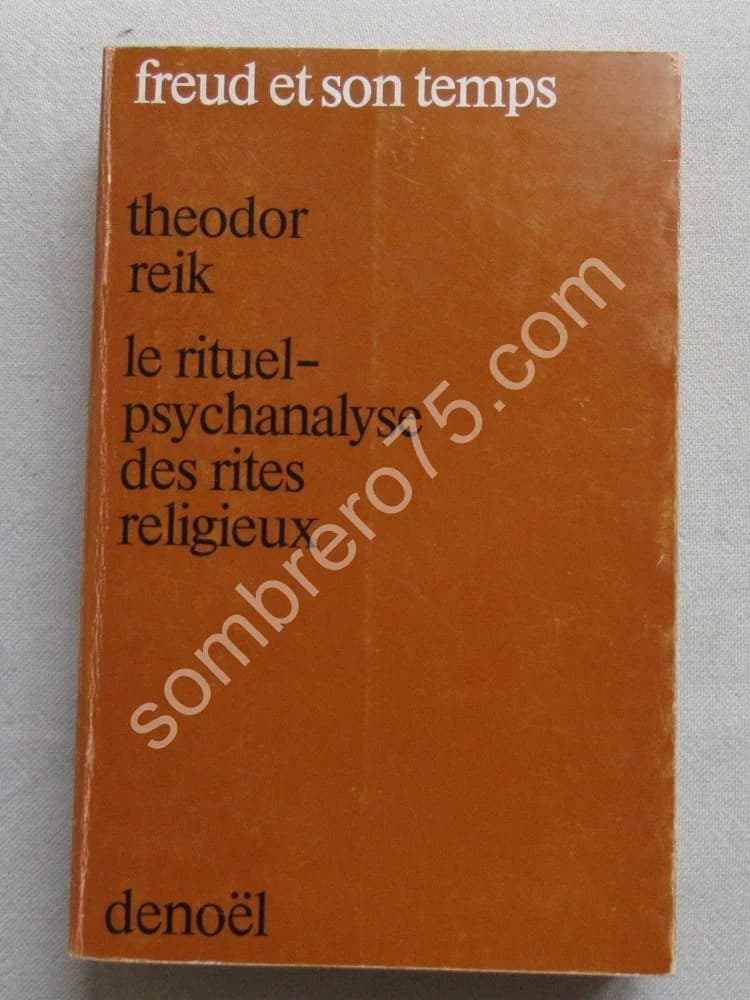 freud et son temps
theodor
reik
le rituel–
psychanalyse
des rites
religieux
denoël
sombrero75.com